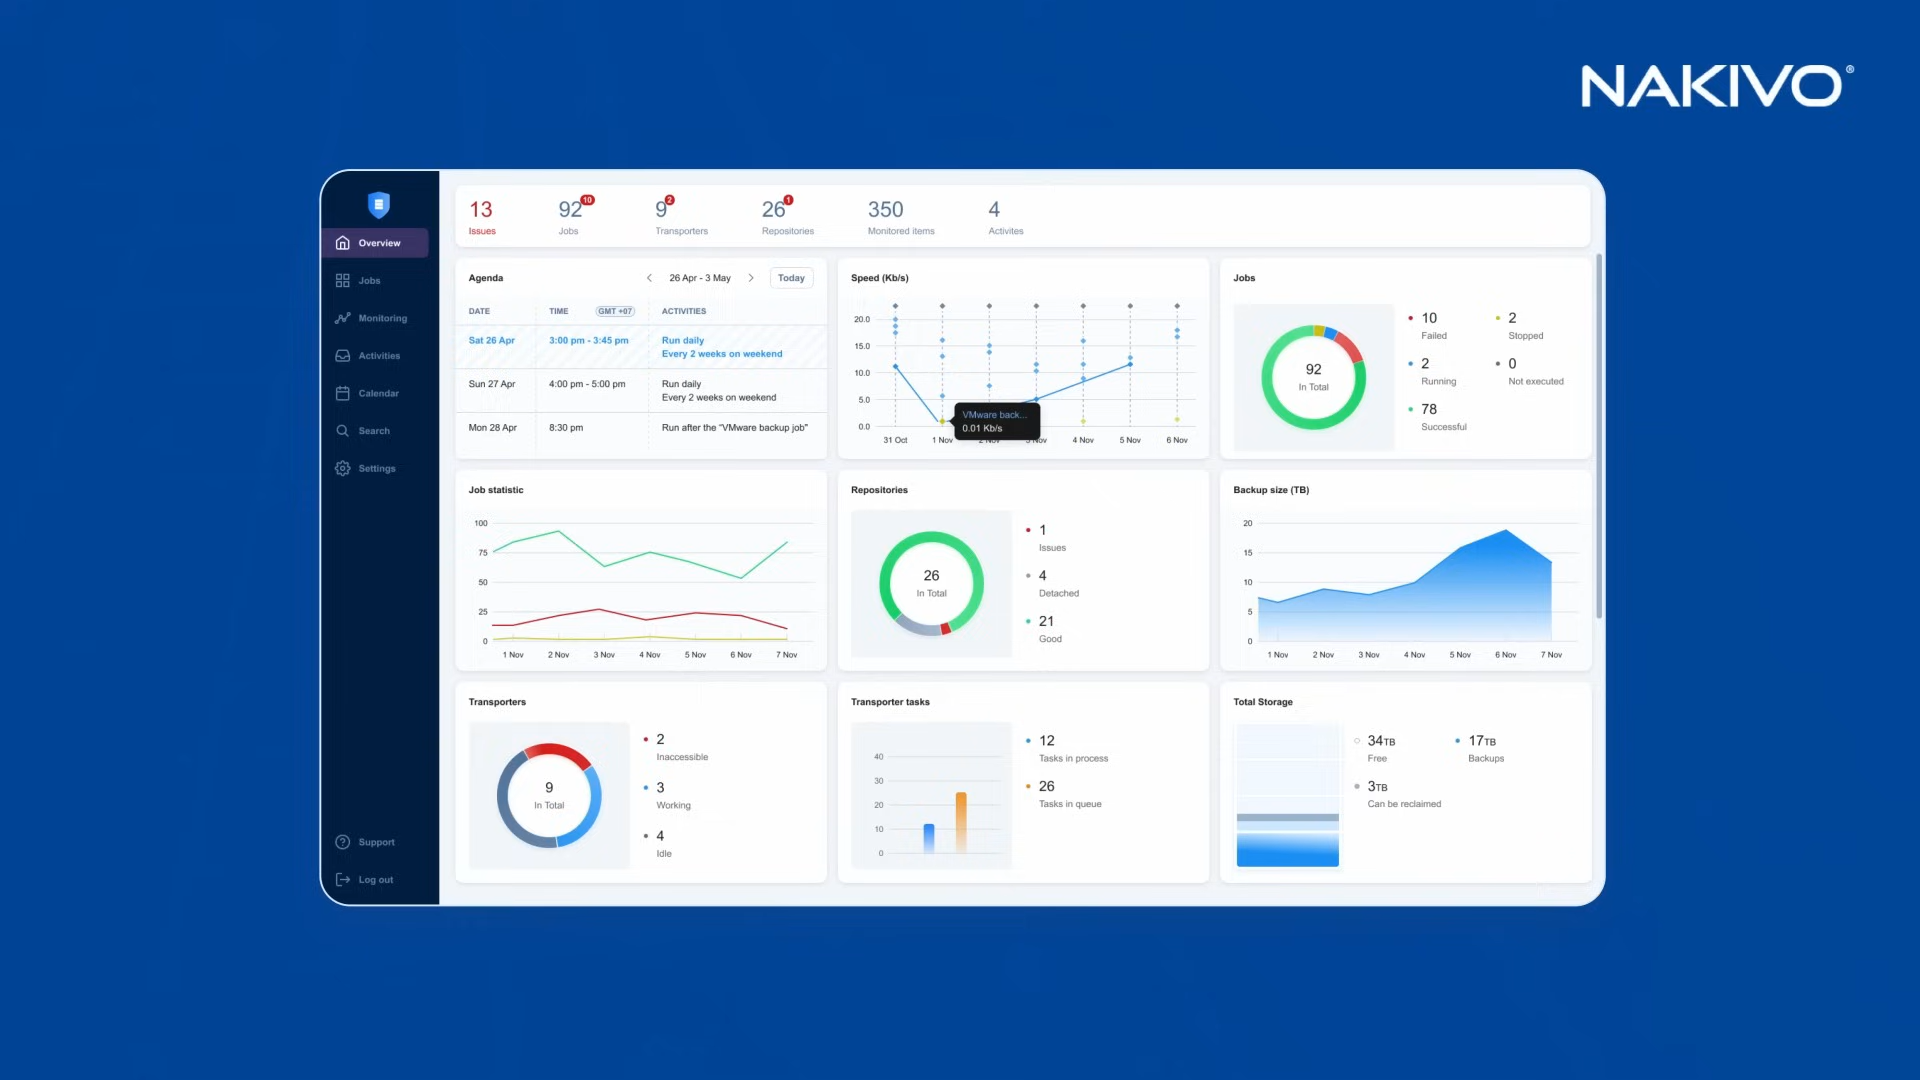 NAKIVO®
Overview
Jobs
Monitoring
Activities
Calendar
Search
Settings
Support
Log out
13
Issues
92 10
Jobs
9 2
Transporters
26 1
Repositories
350
Monitored items
4
Activites
Agenda
26 Apr - 3 May
Today
DATE TIME GMT +07 ACTIVITIES
Sat 26 Apr 3:00 pm - 3:45 pm Run daily
Every 2 weeks on weekend
Sun 27 Apr 4:00 pm - 5:00 pm Run daily
Every 2 weeks on weekend
Mon 28 Apr 8:30 pm Run after the “VMware backup job”
Speed (Kb/s)
20.0
15.0
10.0
5.0
0.0
VMware back...
0.01 Kb/s
31 Oct 1 Nov 2 Nov 3 Nov 4 Nov 5 Nov 6 Nov
Jobs
92
In Total
10
Failed
2
Stopped
2
Running
0
Not executed
78
Successful
Job statistic
100
75
50
25
0
1 Nov 2 Nov 3 Nov 4 Nov 5 Nov 6 Nov 7 Nov
Repositories
26
In Total
1
Issues
4
Detached
21
Good
Backup size (TB)
20
15
10
5
0
1 Nov 2 Nov 3 Nov 4 Nov 5 Nov 6 Nov 7 Nov
Transporters
9
In Total
2
Inaccessible
3
Working
4
Idle
Transporter tasks
40
30
20
10
0
12
Tasks in process
26
Tasks in queue
Total Storage
34TB
Free
17TB
Backups
3TB
Can be reclaimed